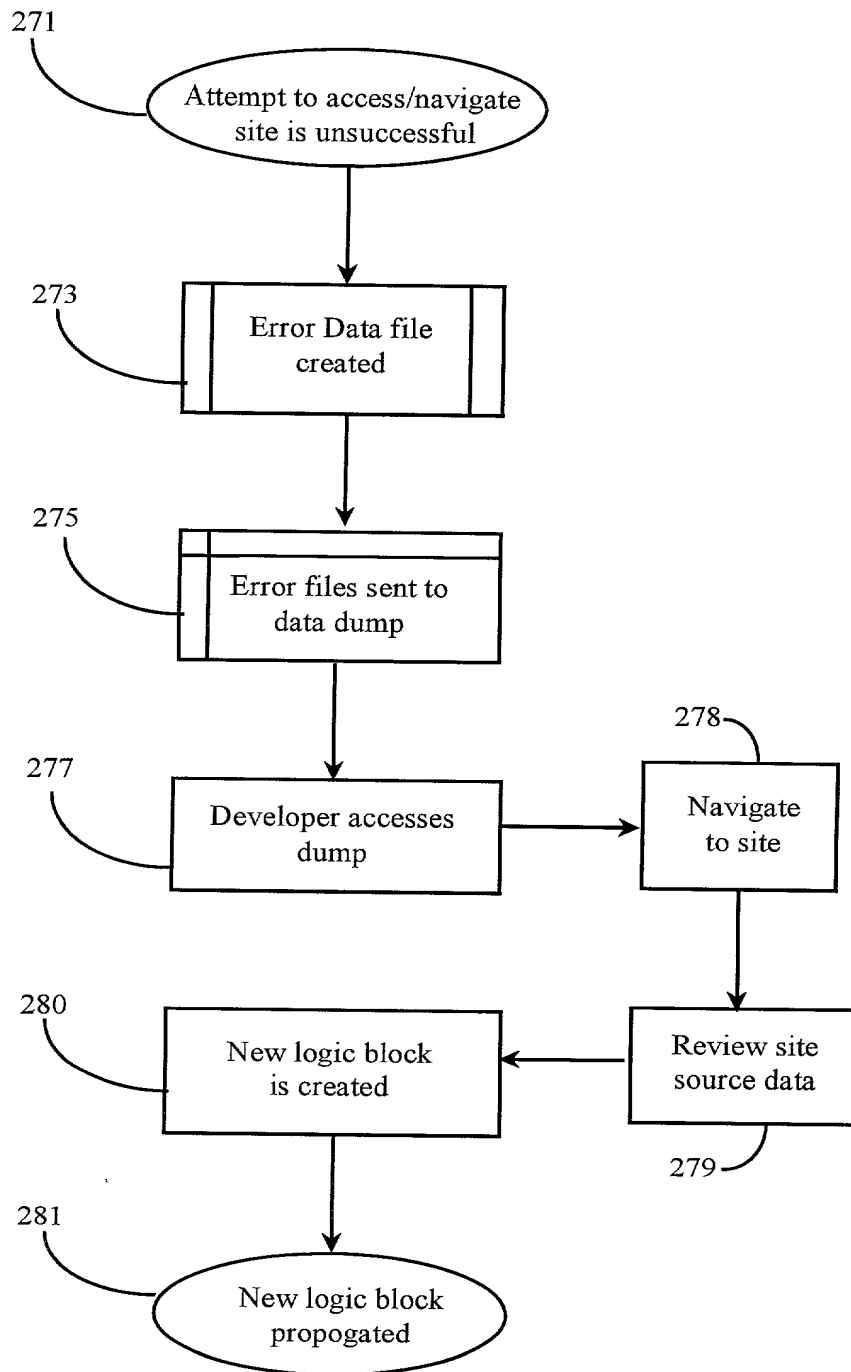 271
Attempt to access/navigate
site is unsuccessful
273
Error Data file
created
275
Error files sent to
data dump
277
Developer accesses
dump
278
Navigate
to site
280
New logic block
is created
Review site
source data
279
281
New logic block
propogated